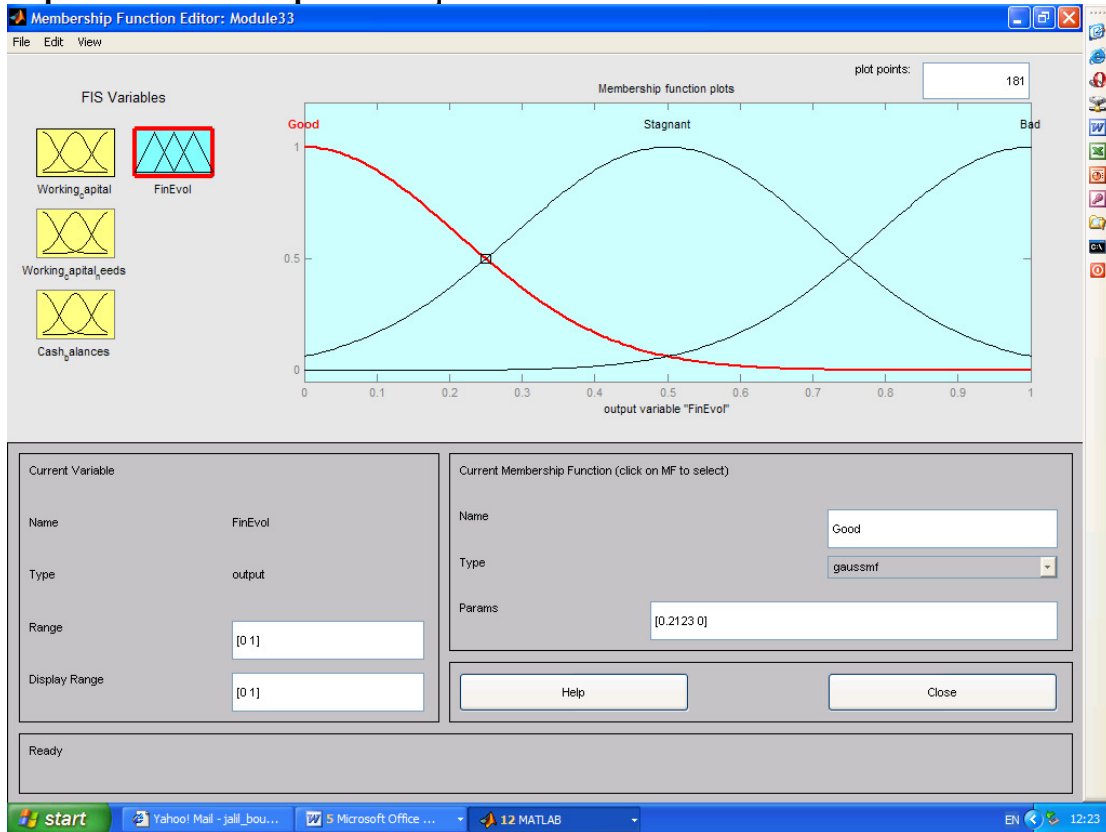 Membership Function Editor: Module33
File Edit View
FIS Variables
Working_capital
FinEvol
Working_capital_needs
Cash_balances
plot points:
181
Membership function plots
Good
Stagnant
Bad
1
0.5
0
0 0.1 0.2 0.3 0.4 0.5 0.6 0.7 0.8 0.9 1
output variable "FinEvol"
Current Variable
Name FinEvol
Type output
Range [0 1]
Display Range [0 1]
Current Membership Function (click on MF to select)
Name Good
Type gaussmf
Params [0.2123 0]
Help
Close
Ready
start
Yahoo! Mail - jalil_bou...
5 Microsoft Office ...
12 MATLAB
EN
12:23